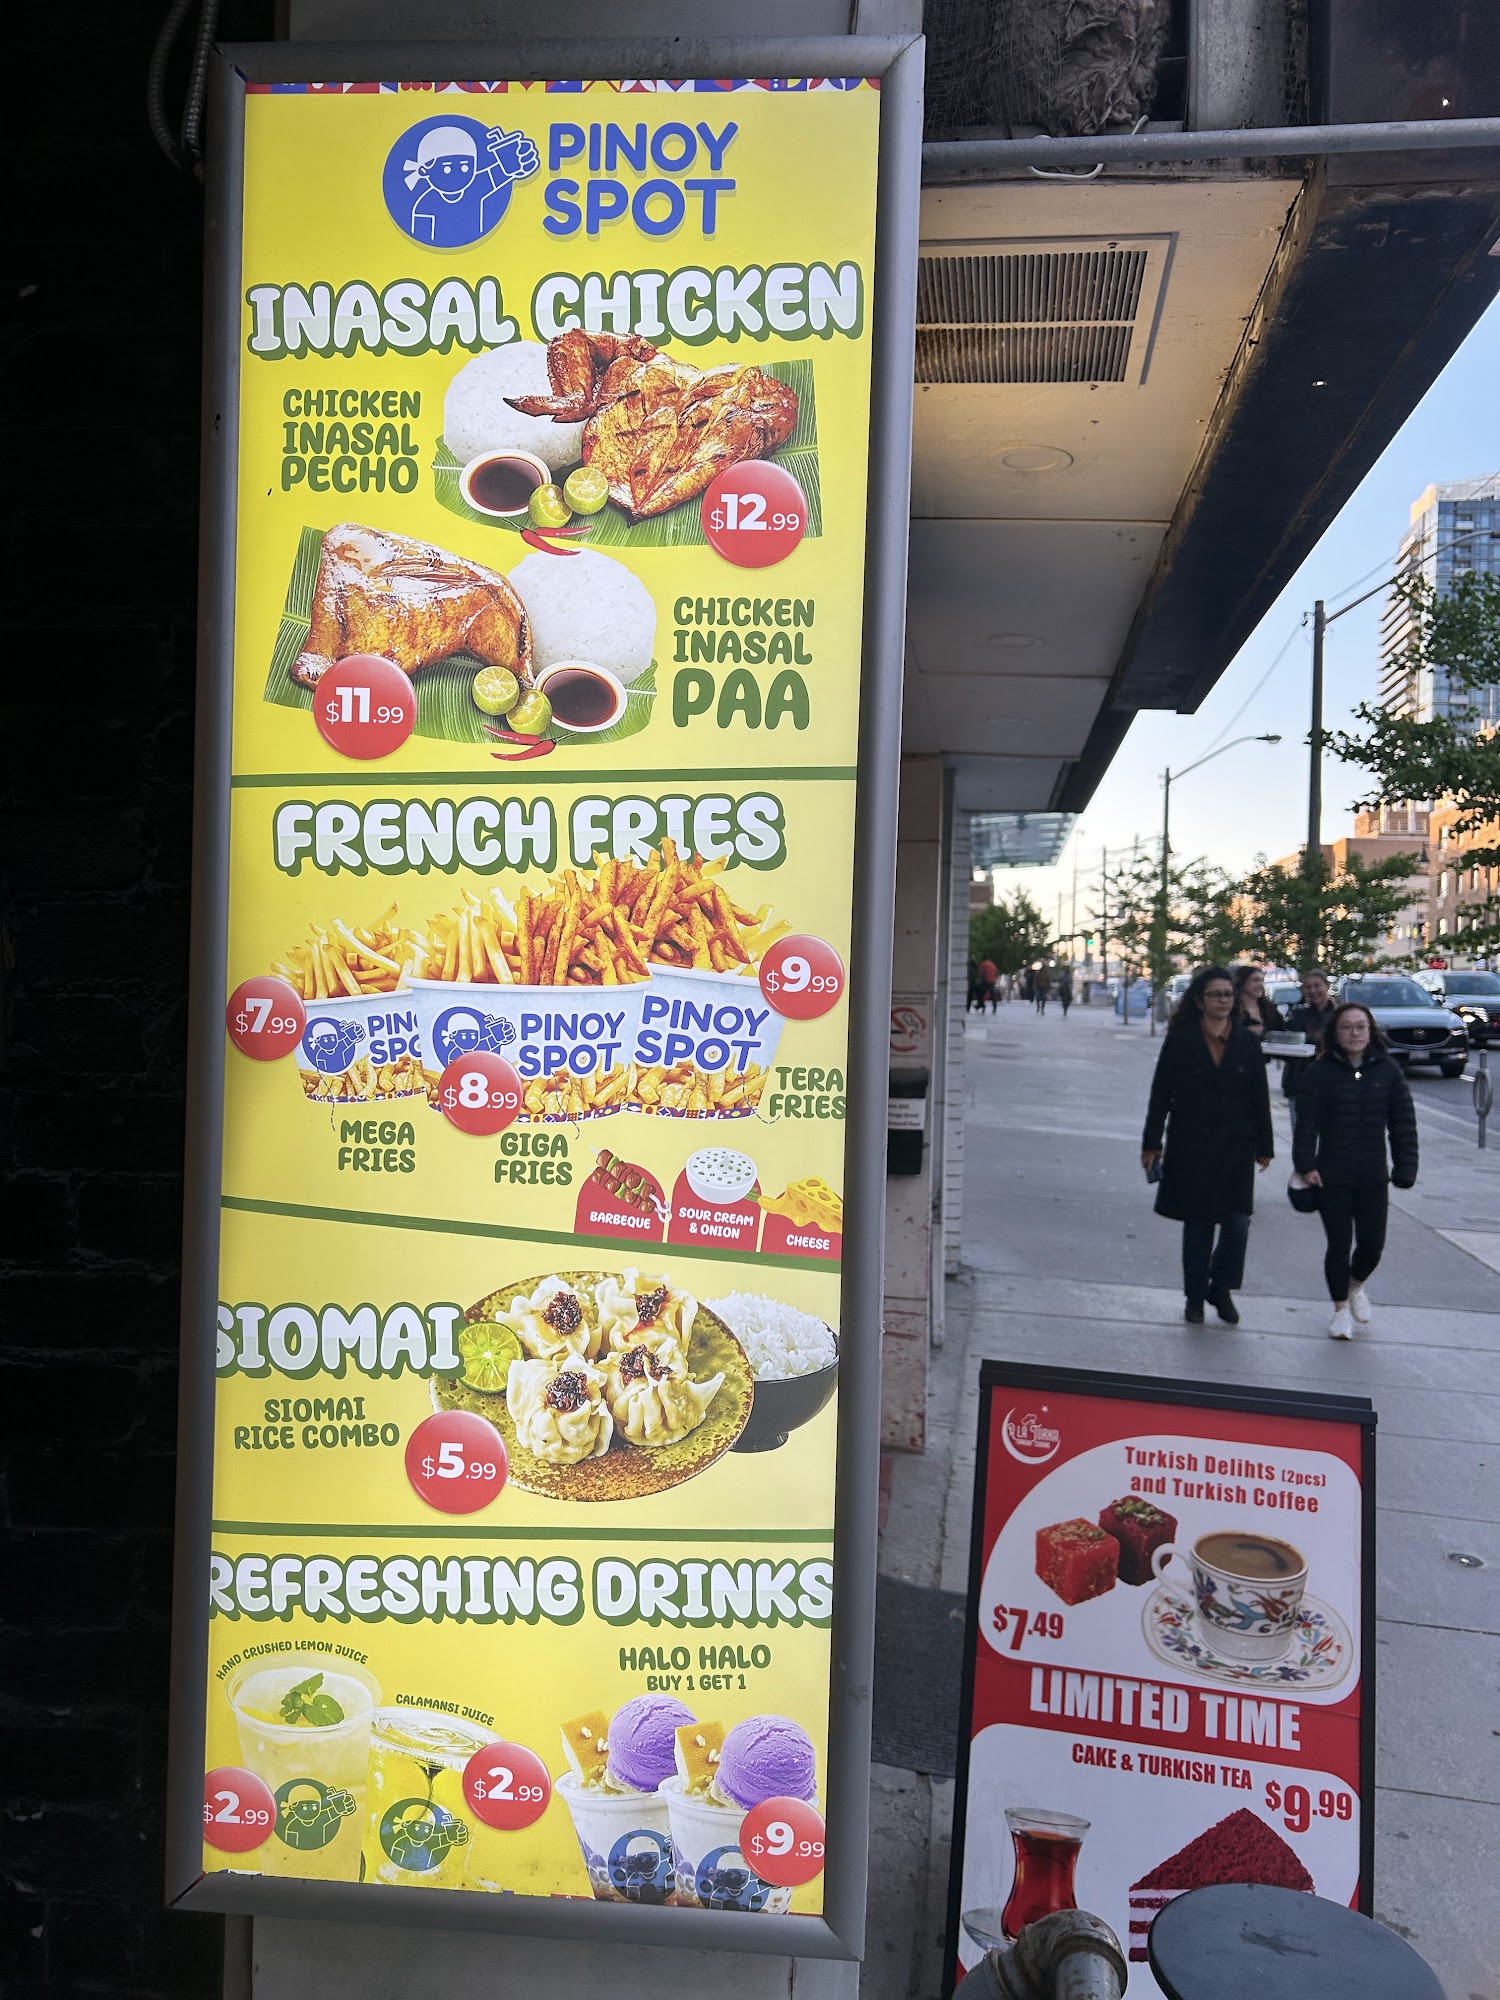 PINOY
SPOT
INASAL CHICKEN
CHICKEN
INASAL
PECHO
$12.99
$11.99
CHICKEN
INASAL
PAA
FRENCH FRIES
$7.99
PINOY
SPOT
$8.99
PINOY
SPOT
$9.99
MEGA
FRIES
GIGA
FRIES
TERA
FRIES
BARBEQUE
SOUR CREAM
& ONION
CHEESE
SIOMAI
SIOMAI
RICE COMBO
$5.99
REFRESHING DRINKS
HAND CRUSHED LEMON JUICE
$2.99
CALAMANSI JUICE
$2.99
HALO HALO
BUY 1 GET 1
$9.99
Turkish Delihts (2pcs)
and Turkish Coffee
$7.49
LIMITED TIME
CAKE & TURKISH TEA
$9.99